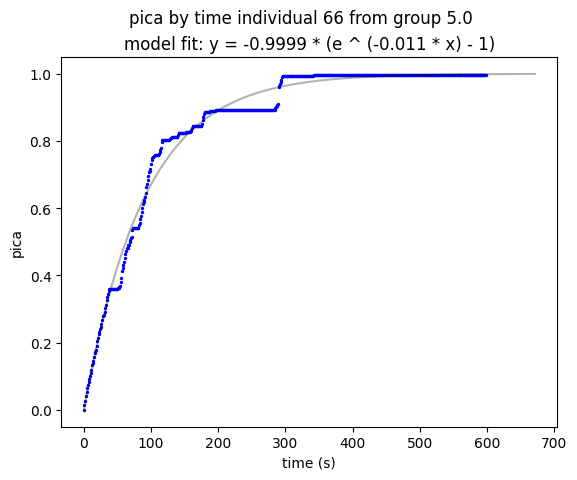 pica by time individual 66 from group 5.0
model fit: y = -0.9999 * (e ^ (-0.011 * x) - 1)
1.0
0.8
0.6
0.4
0.2
0.0
pica
0 100 200 300 400 500 600 700
time (s)